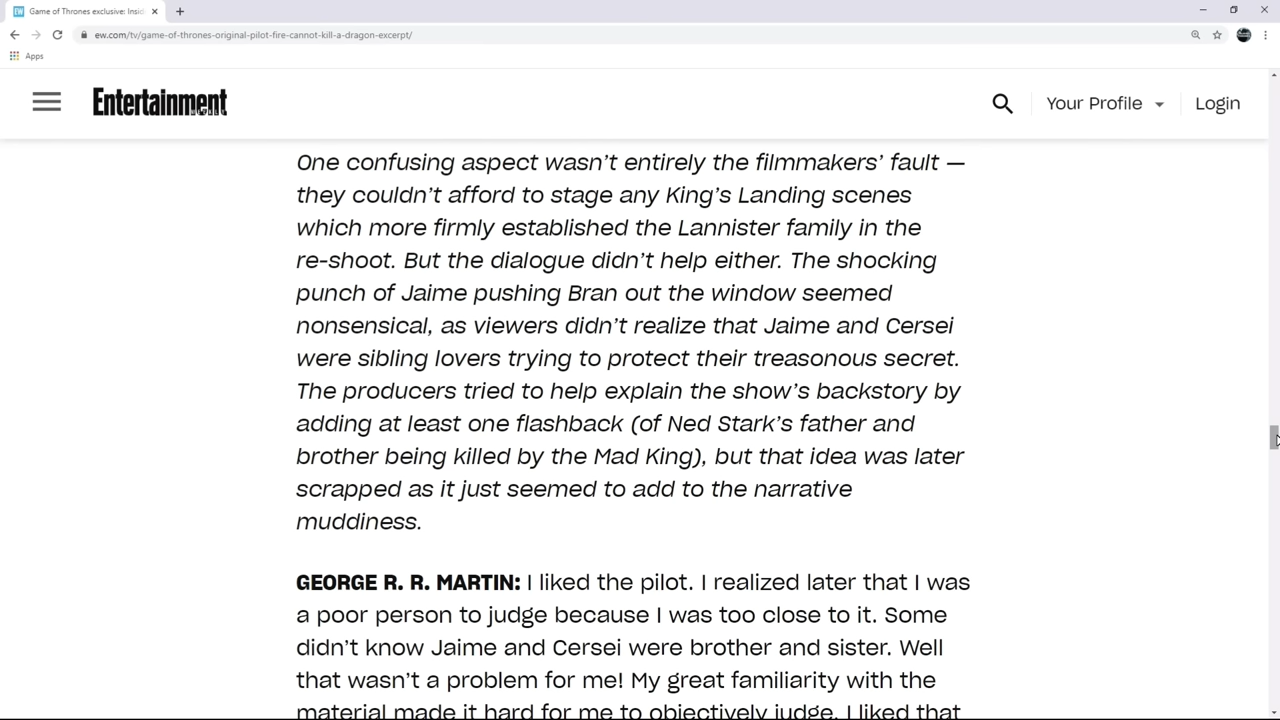 Game of Thrones exclusive: Insid
ew.com/tv/game-of-thrones-original-pilot-fire-cannot-kill-a-dragon-excerpt/
Apps
Entertainment
Your Profile
Login
One confusing aspect wasn’t entirely the filmmakers’ fault —
they couldn’t afford to stage any King’s Landing scenes
which more firmly established the Lannister family in the
re-shoot. But the dialogue didn’t help either. The shocking
punch of Jaime pushing Bran out the window seemed
nonsensical, as viewers didn’t realize that Jaime and Cersei
were sibling lovers trying to protect their treasonous secret.
The producers tried to help explain the show’s backstory by
adding at least one flashback (of Ned Stark’s father and
brother being killed by the Mad King), but that idea was later
scrapped as it just seemed to add to the narrative
muddiness.
GEORGE R. R. MARTIN: I liked the pilot. I realized later that I was
a poor person to judge because I was too close to it. Some
didn’t know Jaime and Cersei were brother and sister. Well
that wasn’t a problem for me! My great familiarity with the
material made it hard for me to objectively judge. I liked that